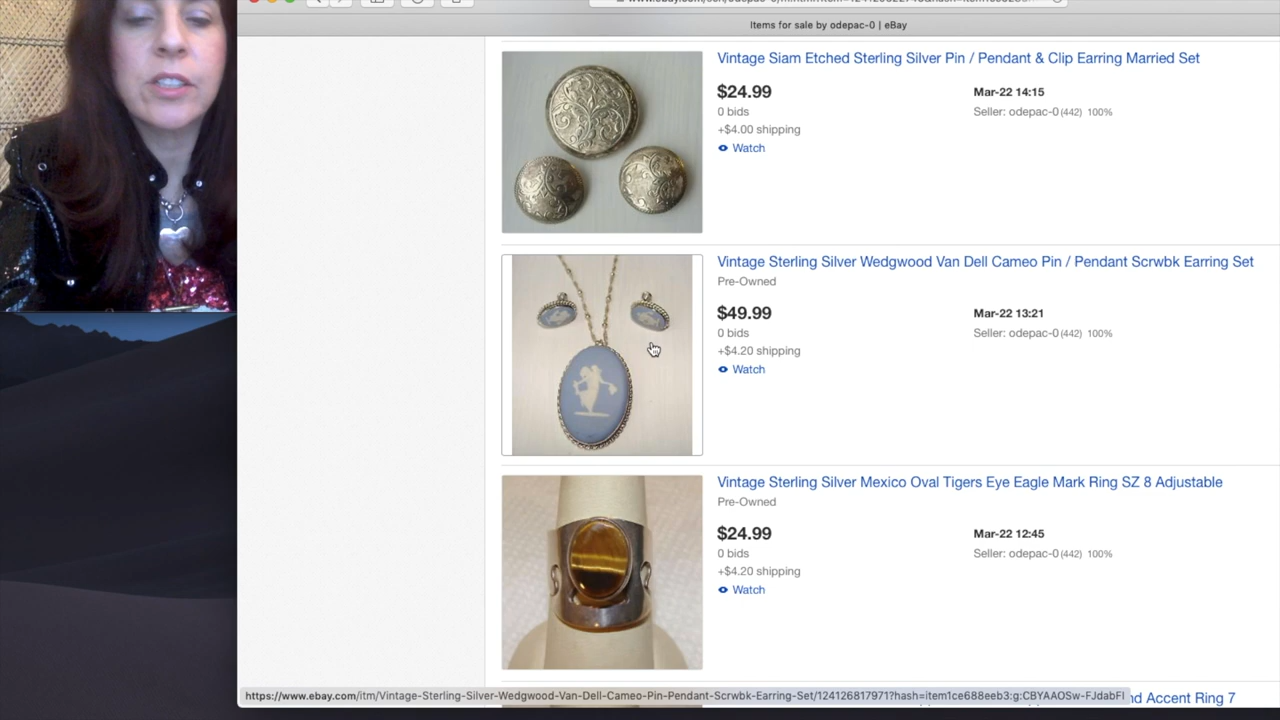 Items for sale by odepac-0 | eBay
Vintage Siam Etched Sterling Silver Pin / Pendant & Clip Earring Married Set
$24.99
Mar-22 14:15
0 bids
Seller: odepac-0 (442) 100%
+$4.00 shipping
Watch
Vintage Sterling Silver Wedgwood Van Dell Cameo Pin / Pendant Scrwbk Earring Set
Pre-Owned
$49.99
Mar-22 13:21
0 bids
Seller: odepac-0 (442) 100%
+$4.20 shipping
Watch
Vintage Sterling Silver Mexico Oval Tigers Eye Eagle Mark Ring SZ 8 Adjustable
Pre-Owned
$24.99
Mar-22 12:45
0 bids
Seller: odepac-0 (442) 100%
+$4.20 shipping
Watch
https://www.ebay.com/itm/Vintage-Sterling-Silver-Wedgwood-Van-Dell-Cameo-Pin-Pendant-Scrwbk-Earring-Set/124126817971?hash=item1ce688eeb3:g:CBYAAOSw-FJdabFI
Accent Ring 7